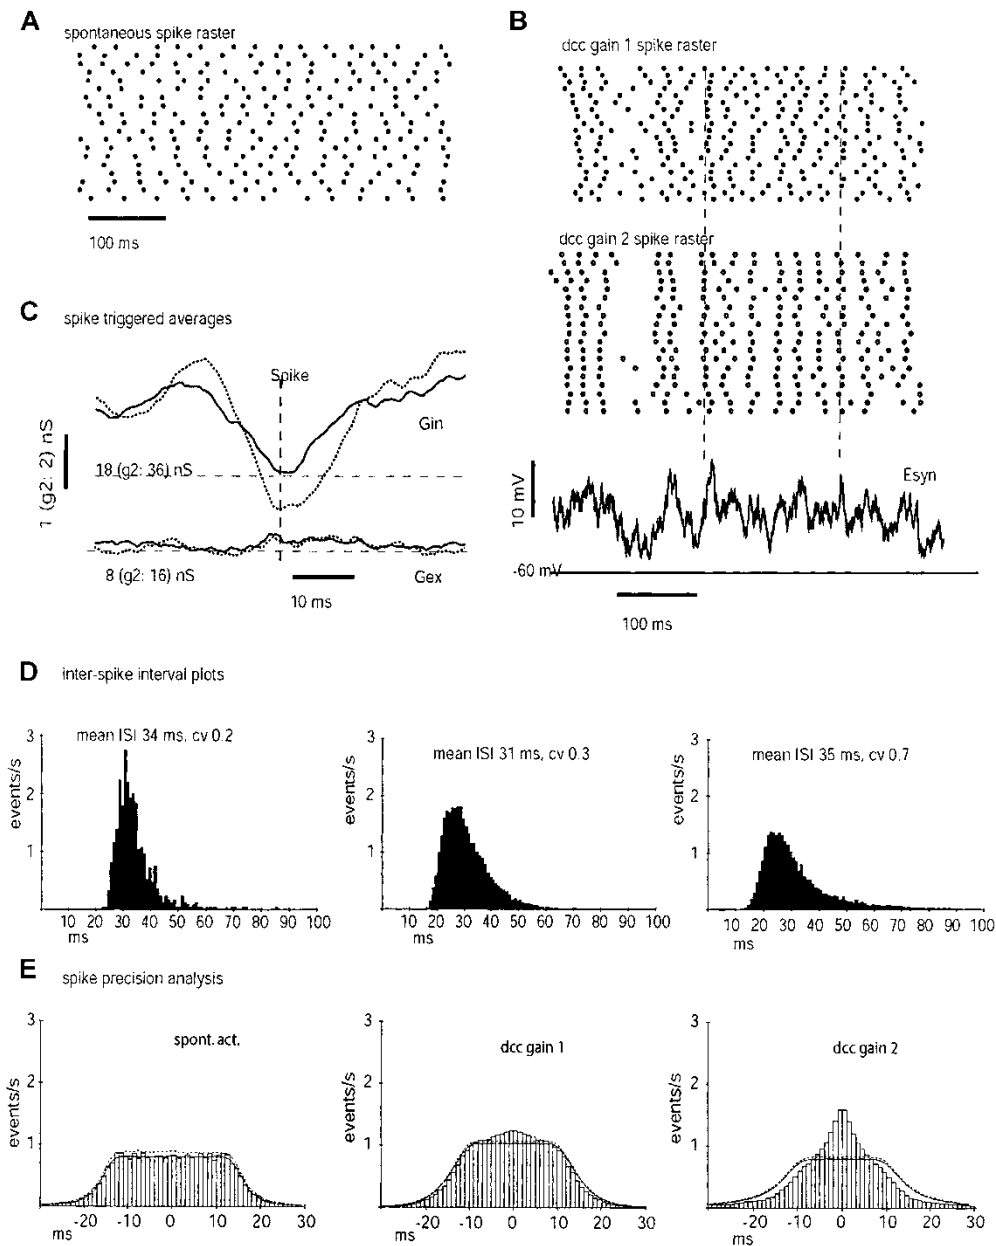 A
spontaneous spike raster
100 ms
B
dcc gain 1 spike raster
dcc gain 2 spike raster
Esyn
10 mV
-60 mV
100 ms
C
spike triggered averages
Spike
Gin
1 (g2: 2) nS
18 (g2: 36) nS
8 (g2: 16) nS
Gex
10 ms
D
inter-spike interval plots
mean ISI 34 ms, cv 0.2
events/s
3
2
1
10 20 30 40 50 60 70 80 90 100
ms
mean ISI 31 ms, cv 0.3
events/s
3
2
1
10 20 30 40 50 60 70 80 90 100
ms
mean ISI 35 ms, cv 0.7
events/s
3
2
1
10 20 30 40 50 60 70 80 90 100
ms
E
spike precision analysis
spont. act.
events/s
3
2
1
-20 -10 0 10 20 30
ms
dcc gain 1
events/s
3
2
1
-20 -10 0 10 20 30
ms
dcc gain 2
events/s
3
2
1
-20 -10 0 10 20 30
ms